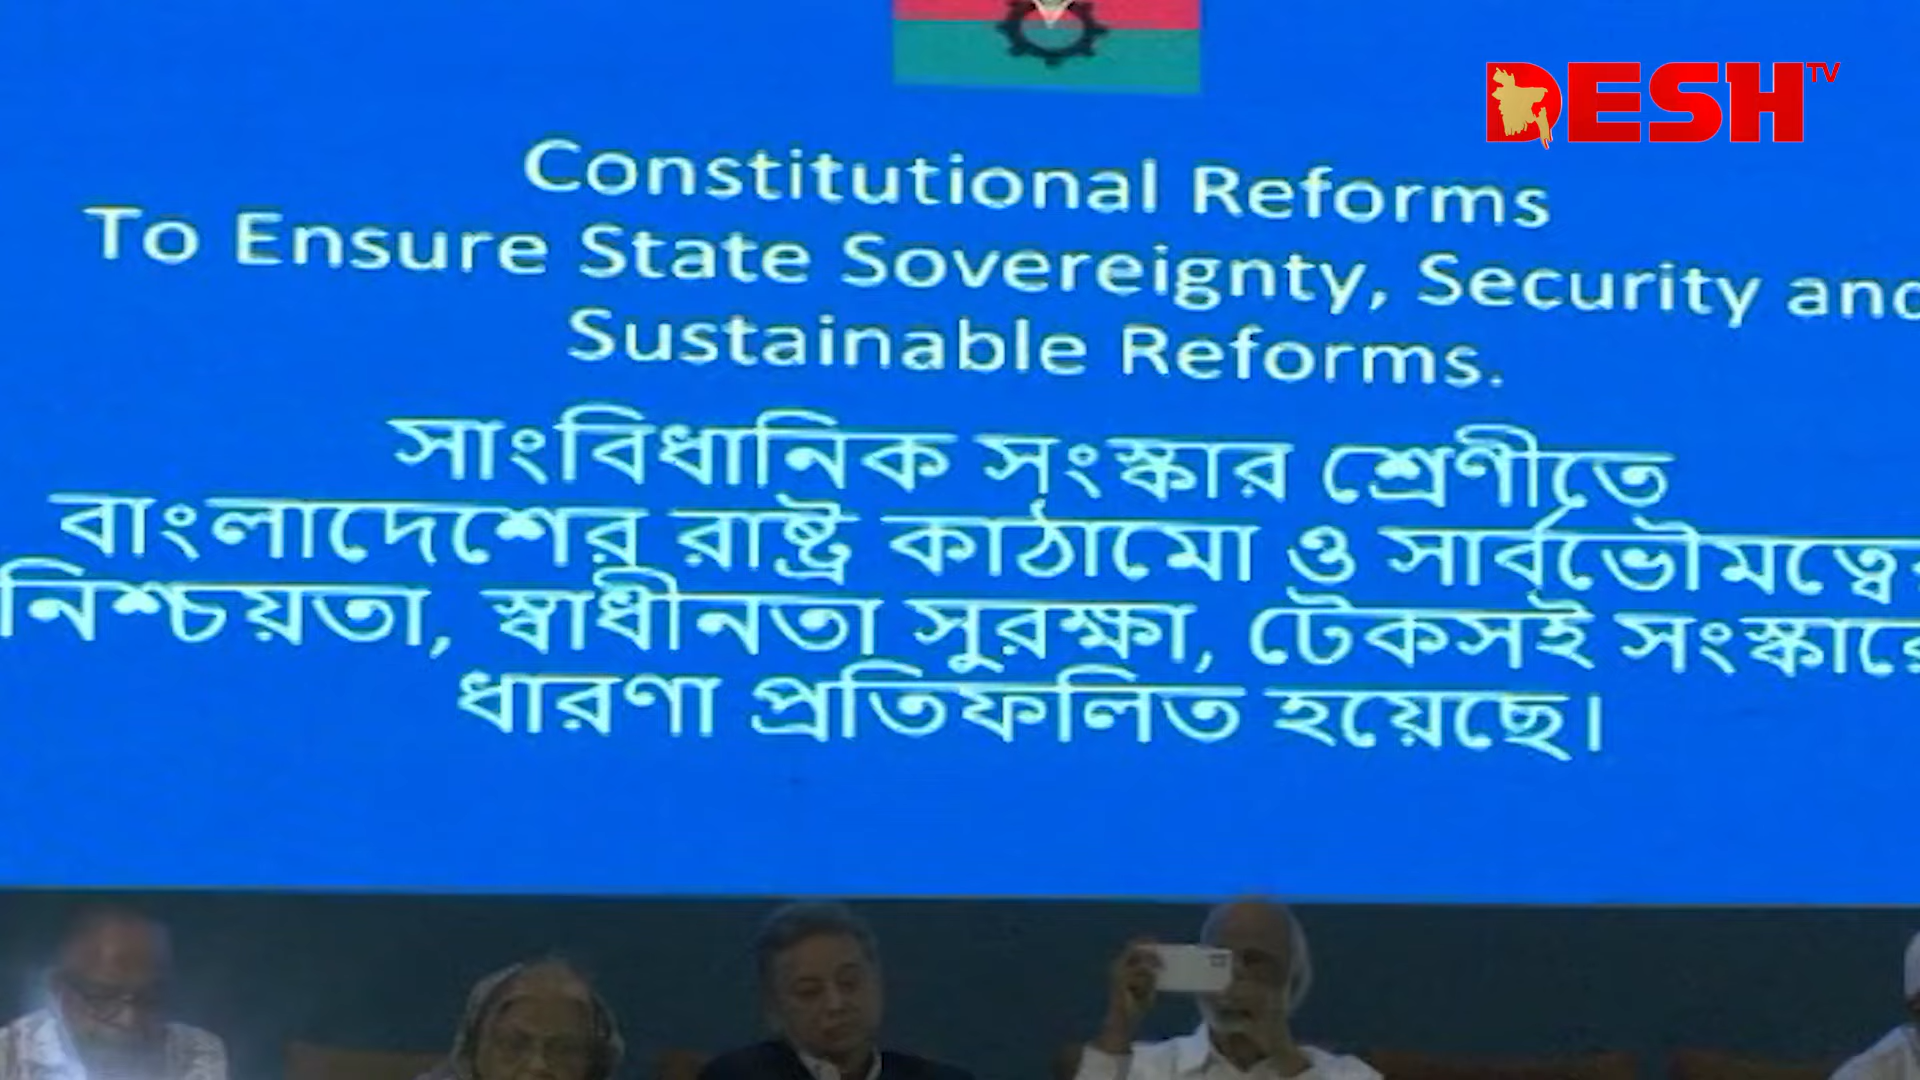 DESH TV
Constitutional Reforms
To Ensure State Sovereignty, Security and
Sustainable Reforms.
সাংবিধানিক সংস্কার শ্রেণীতে
বাংলাদেশের রাষ্ট্র কাঠামো ও সার্বভৌমত্বের
নিশ্চয়তা, স্বাধীনতা সুরক্ষা, টেকসই সংস্কারের
ধারণা প্রতিফলিত হয়েছে।